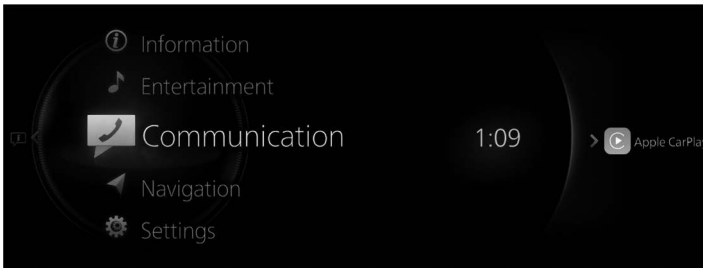 Information
Entertainment
Communication
1:09
Apple CarPlay
Navigation
Settings